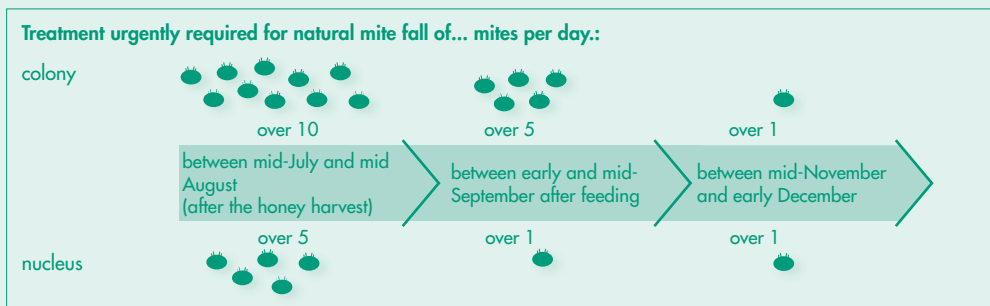 Treatment urgently required for natural mite fall of... mites per day.:
colony
over 10
over 5
over 1
between mid-July and mid
August
(after the honey harvest)
between early and mid-
September after feeding
between mid-November
and early December
over 5
over 1
over 1
nucleus